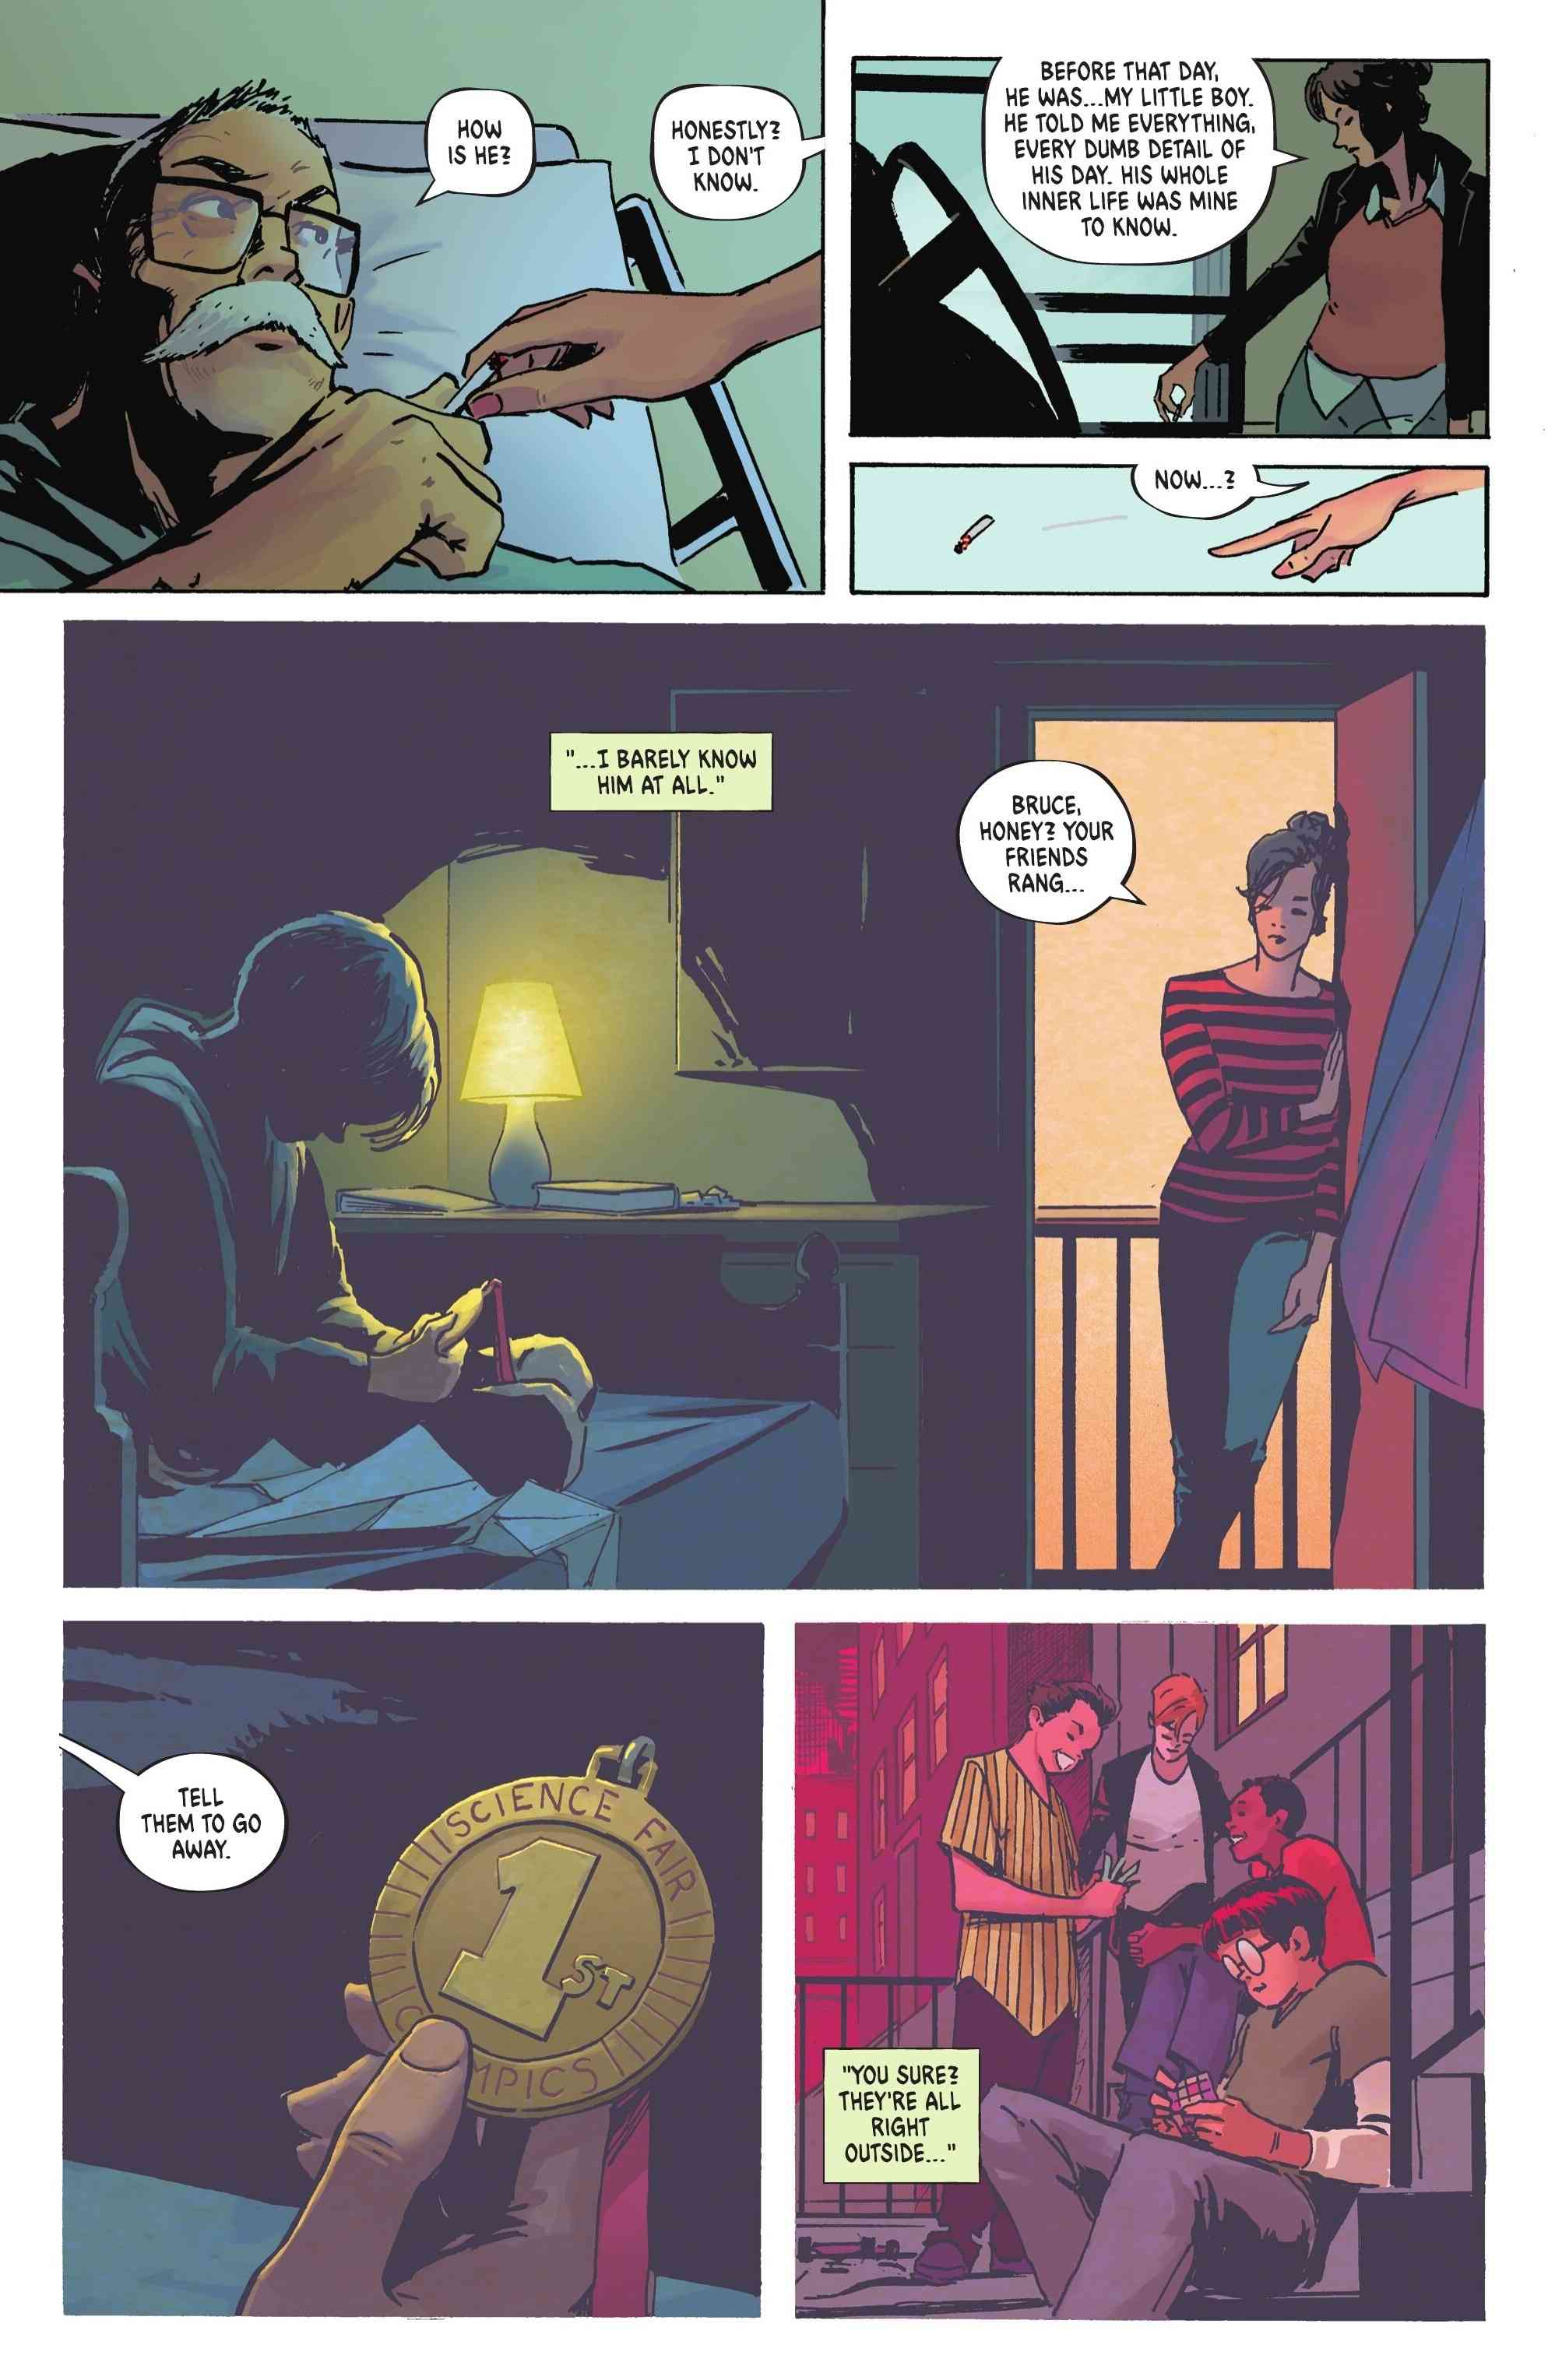 HOW
IS HE?
HONESTLY?
I DON'T
KNOW.
BEFORE THAT DAY,
HE WAS...MY LITTLE BOY.
HE TOLD ME EVERYTHING,
EVERY DUMB DETAIL OF
HIS DAY. HIS WHOLE
INNER LIFE WAS MINE
TO KNOW.
NOW...?
"...I BARELY KNOW
HIM AT ALL."
BRUCE,
HONEY? YOUR
FRIENDS
RANG...
TELL
THEM TO GO
AWAY.
SCIENCE FAIR
1ST
"YOU SURE?
THEY'RE ALL
RIGHT
OUTSIDE..."